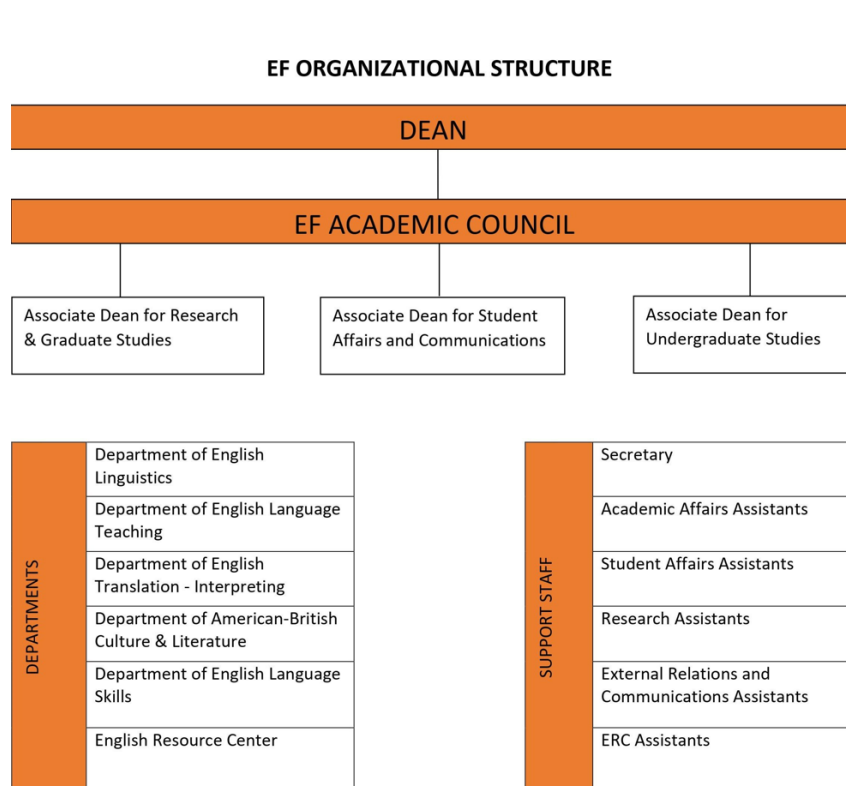 EF ORGANIZATIONAL STRUCTURE
DEAN
EF ACADEMIC COUNCIL
Associate Dean for Research
& Graduate Studies
Associate Dean for Student
Affairs and Communications
Associate Dean for
Undergraduate Studies
DEPARTMENTS
Department of English
Linguistics
Department of English Language
Teaching
Department of English
Translation - Interpreting
Department of American-British
Culture & Literature
Department of English Language
Skills
English Resource Center
SUPPORT STAFF
Secretary
Academic Affairs Assistants
Student Affairs Assistants
Research Assistants
External Relations and
Communications Assistants
ERC Assistants